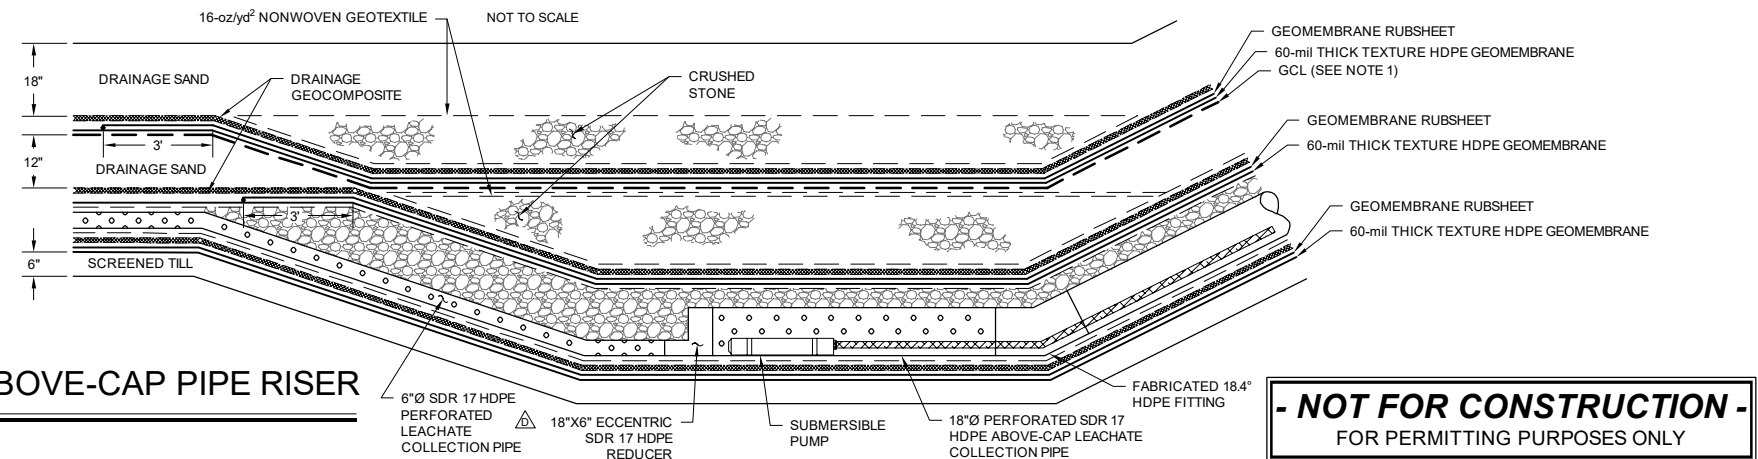 16-oz/yd² NONWOVEN GEOTEXTILE
NOT TO SCALE
GEOMEMBRANE RUBSHEET
60-mil THICK TEXTURE HDPE GEOMEMBRANE
GCL (SEE NOTE 1)
18"
DRAINAGE SAND
DRAINAGE
GEOCOMPOSITE
CRUSHED
STONE
GEOMEMBRANE RUBSHEET
60-mil THICK TEXTURE HDPE GEOMEMBRANE
3'
12"
DRAINAGE SAND
3'
GEOMEMBRANE RUBSHEET
60-mil THICK TEXTURE HDPE GEOMEMBRANE
6"
SCREENED TILL
BOVE-CAP PIPE RISER
6"Ø SDR 17 HDPE
PERFORATED
LEACHATE
COLLECTION PIPE
D
18"X6" ECCENTRIC
SDR 17 HDPE
REDUCER
SUBMERSIBLE
PUMP
18"Ø PERFORATED SDR 17
HDPE ABOVE-CAP LEACHATE
COLLECTION PIPE
FABRICATED 18.4°
HDPE FITTING
- NOT FOR CONSTRUCTION -
FOR PERMITTING PURPOSES ONLY